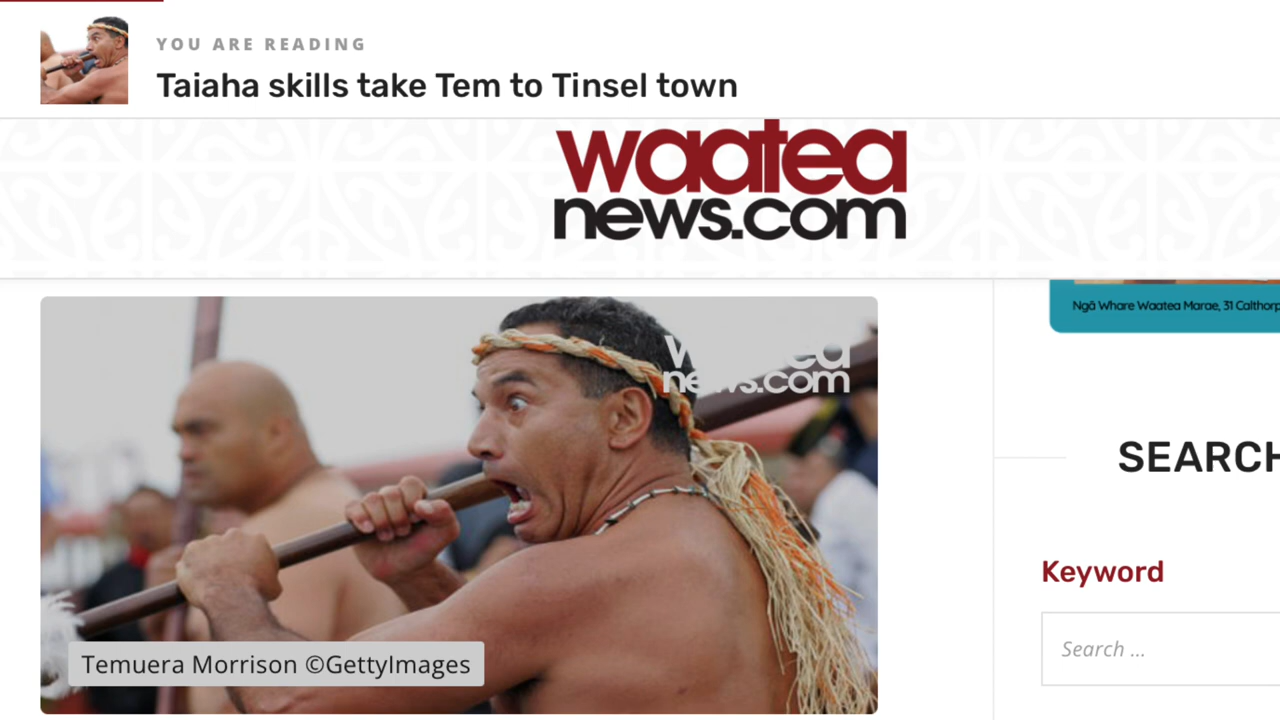 YOU ARE READING
Taiaha skills take Tem to Tinsel town
waatea
news.com
waatea
news.com
Ngā Whare Waatea Marae, 31 Calthorp
SEARCH
Keyword
Search ...
Temuera Morrison ©GettyImages